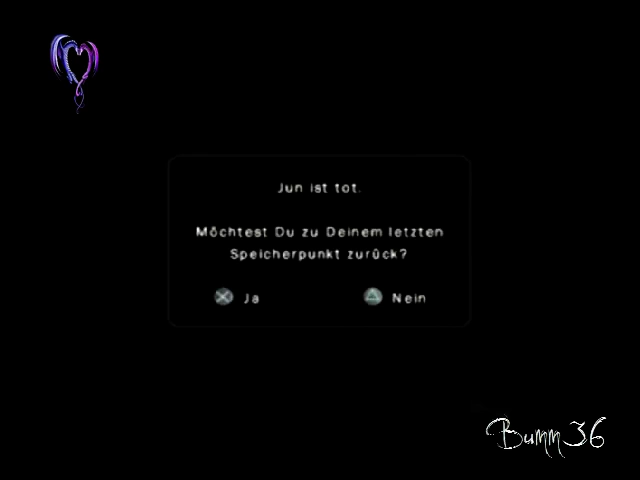 Jun ist tot.
Möchtest Du zu Deinem letzten
Speicherpunkt zurück?
Ja
Nein
Bumm36